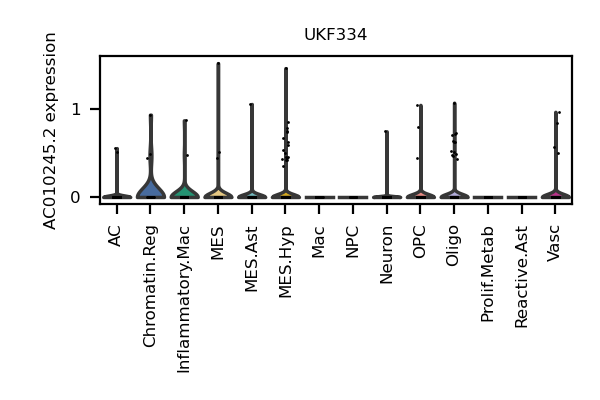 UKF334
AC010245.2 expression
1
0
AC
Chromatin.Reg
Inflammatory.Mac
MES
MES.Ast
MES.Hyp
Mac
NPC
Neuron
OPC
Oligo
Prolif.Metab
Reactive.Ast
Vasc